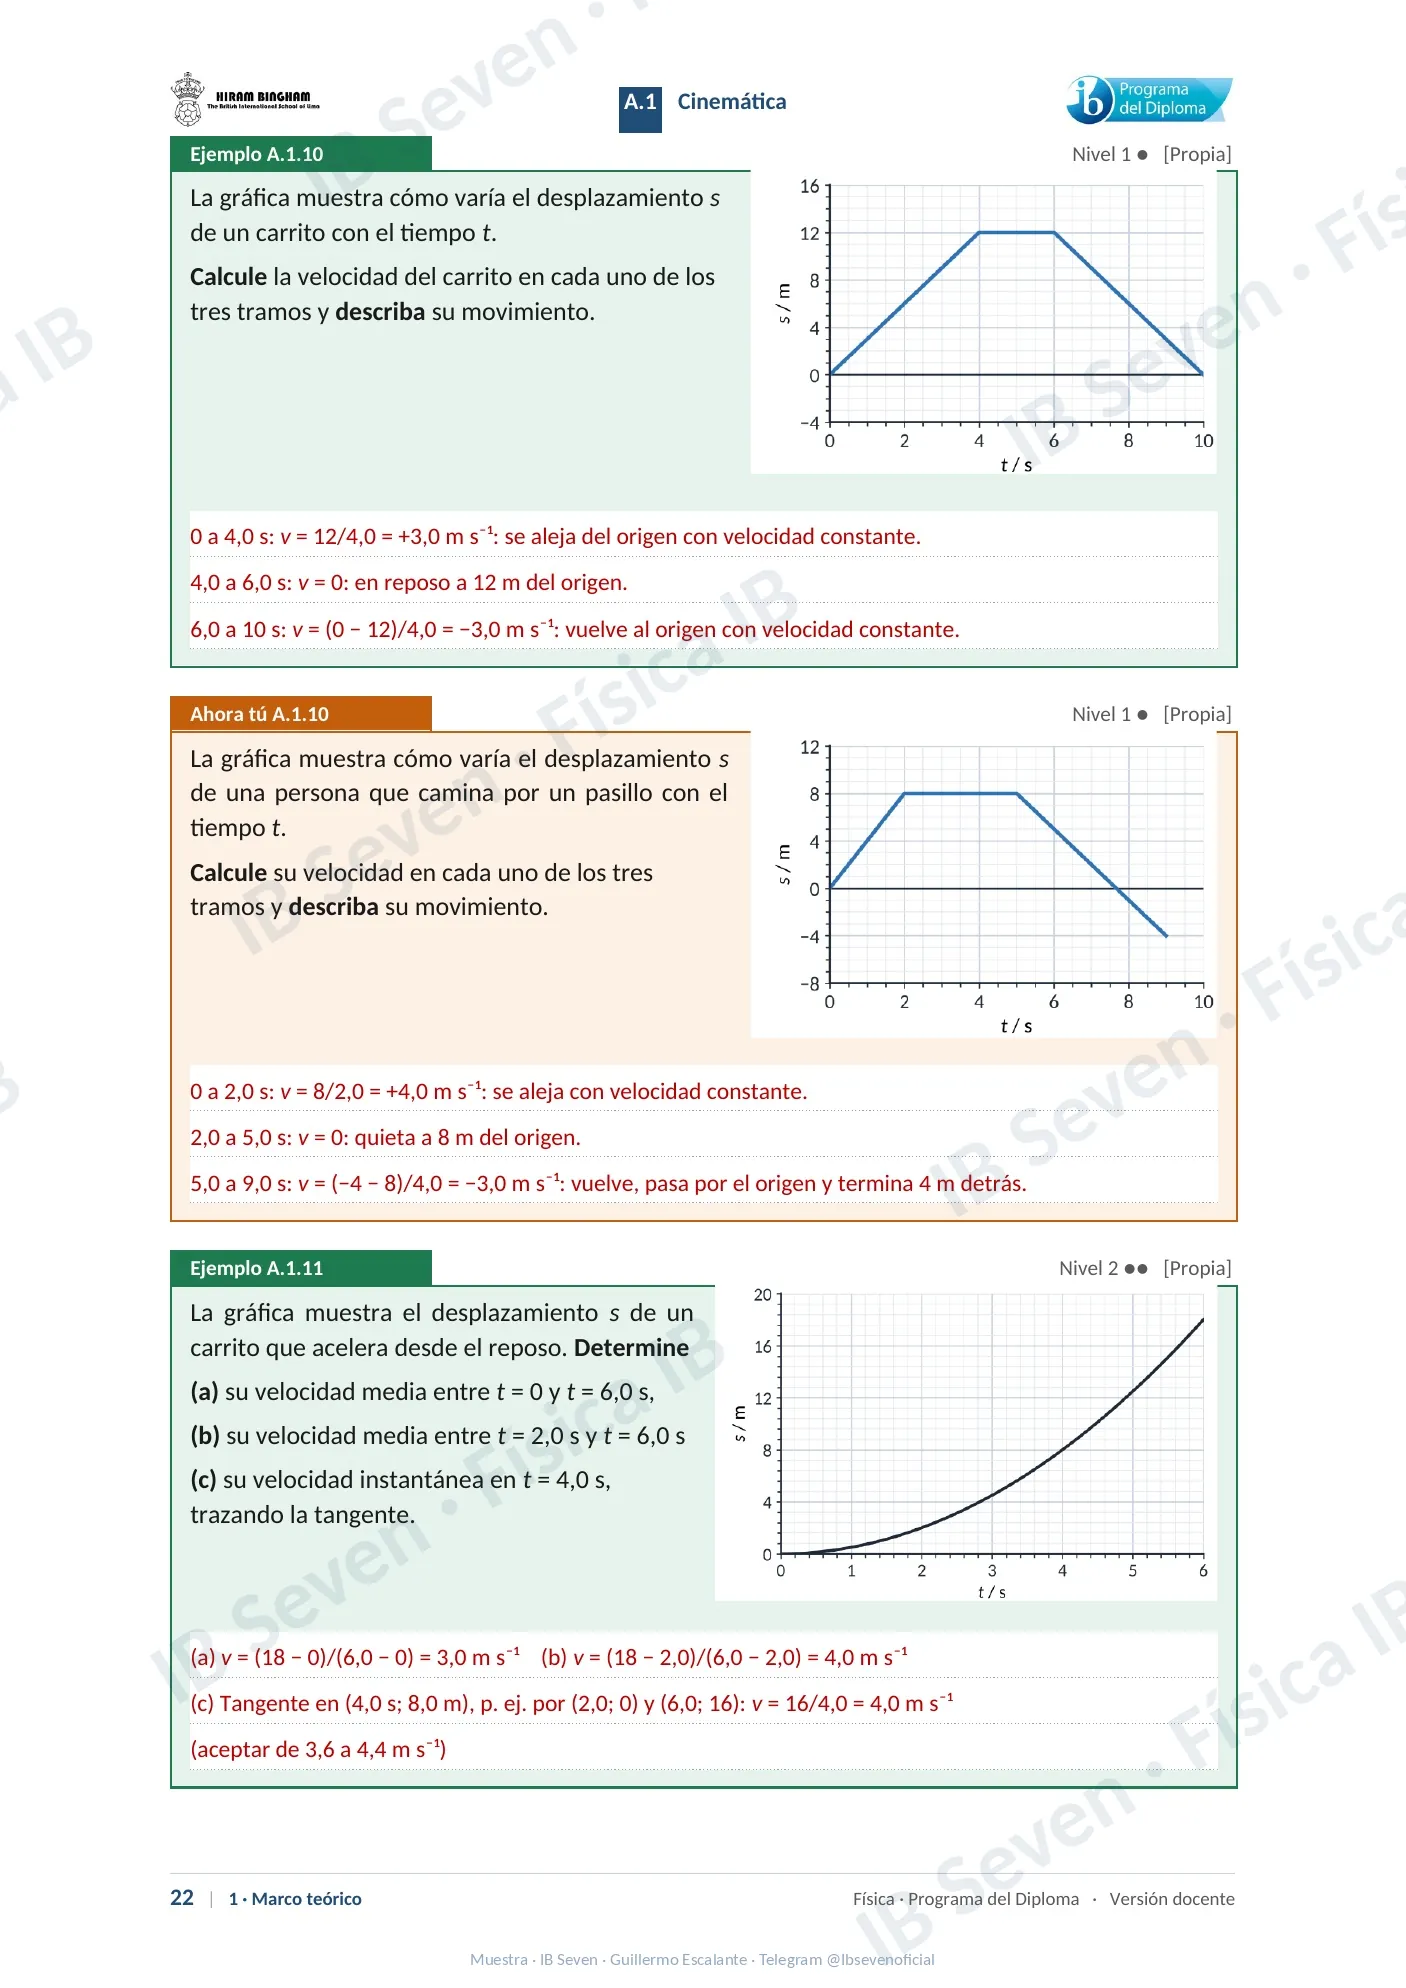 HIRAM BINGHAM
The British International School of Lima
A.1 Cinemática
ib Programa
del Diploma
Ejemplo A.1.10
Nivel 1 ● [Propia]
La gráfica muestra cómo varía el desplazamiento s
de un carrito con el tiempo t.
Calcule la velocidad del carrito en cada uno de los
tres tramos y describa su movimiento.
16
12
8
4
0
−4
s / m
0 2 4 6 8 10
t / s
0 a 4,0 s: v = 12/4,0 = +3,0 m s⁻¹: se aleja del origen con velocidad constante.
4,0 a 6,0 s: v = 0: en reposo a 12 m del origen.
6,0 a 10 s: v = (0 − 12)/4,0 = −3,0 m s⁻¹: vuelve al origen con velocidad constante.
Ahora tú A.1.10
Nivel 1 ● [Propia]
La gráfica muestra cómo varía el desplazamiento s
de una persona que camina por un pasillo con el
tiempo t.
Calcule su velocidad en cada uno de los tres
tramos y describa su movimiento.
12
8
4
0
−4
−8
s / m
0 2 4 6 8 10
t / s
0 a 2,0 s: v = 8/2,0 = +4,0 m s⁻¹: se aleja con velocidad constante.
2,0 a 5,0 s: v = 0: quieta a 8 m del origen.
5,0 a 9,0 s: v = (−4 − 8)/4,0 = −3,0 m s⁻¹: vuelve, pasa por el origen y termina 4 m detrás.
Ejemplo A.1.11
Nivel 2 ●● [Propia]
La gráfica muestra el desplazamiento s de un
carrito que acelera desde el reposo. Determine
(a) su velocidad media entre t = 0 y t = 6,0 s,
(b) su velocidad media entre t = 2,0 s y t = 6,0 s
(c) su velocidad instantánea en t = 4,0 s,
trazando la tangente.
20
16
12
8
4
0
s / m
0 1 2 3 4 5 6
t / s
(a) v = (18 − 0)/(6,0 − 0) = 3,0 m s⁻¹ (b) v = (18 − 2,0)/(6,0 − 2,0) = 4,0 m s⁻¹
(c) Tangente en (4,0 s; 8,0 m), p. ej. por (2,0; 0) y (6,0; 16): v = 16/4,0 = 4,0 m s⁻¹
(aceptar de 3,6 a 4,4 m s⁻¹)
22 | 1 · Marco teórico
Física · Programa del Diploma · Versión docente
Muestra · IB Seven · Guillermo Escalante · Telegram @Ibsevenoficial
IB Seven · Física IB